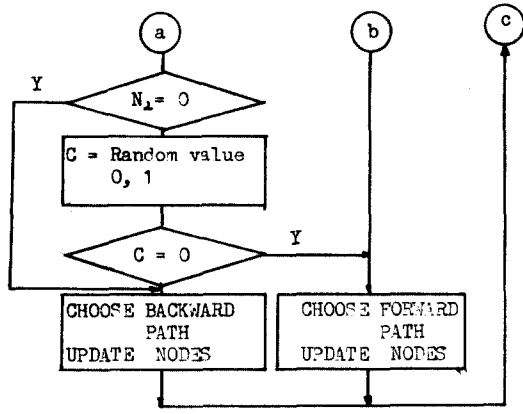 a
b
c
Y
N₁= 0
C = Random value
0, 1
C = 0
Y
CHOOSE BACKWARD
PATH
UPDATE NODES
CHOOSE FORWARD
PATH
UPDATE NODES